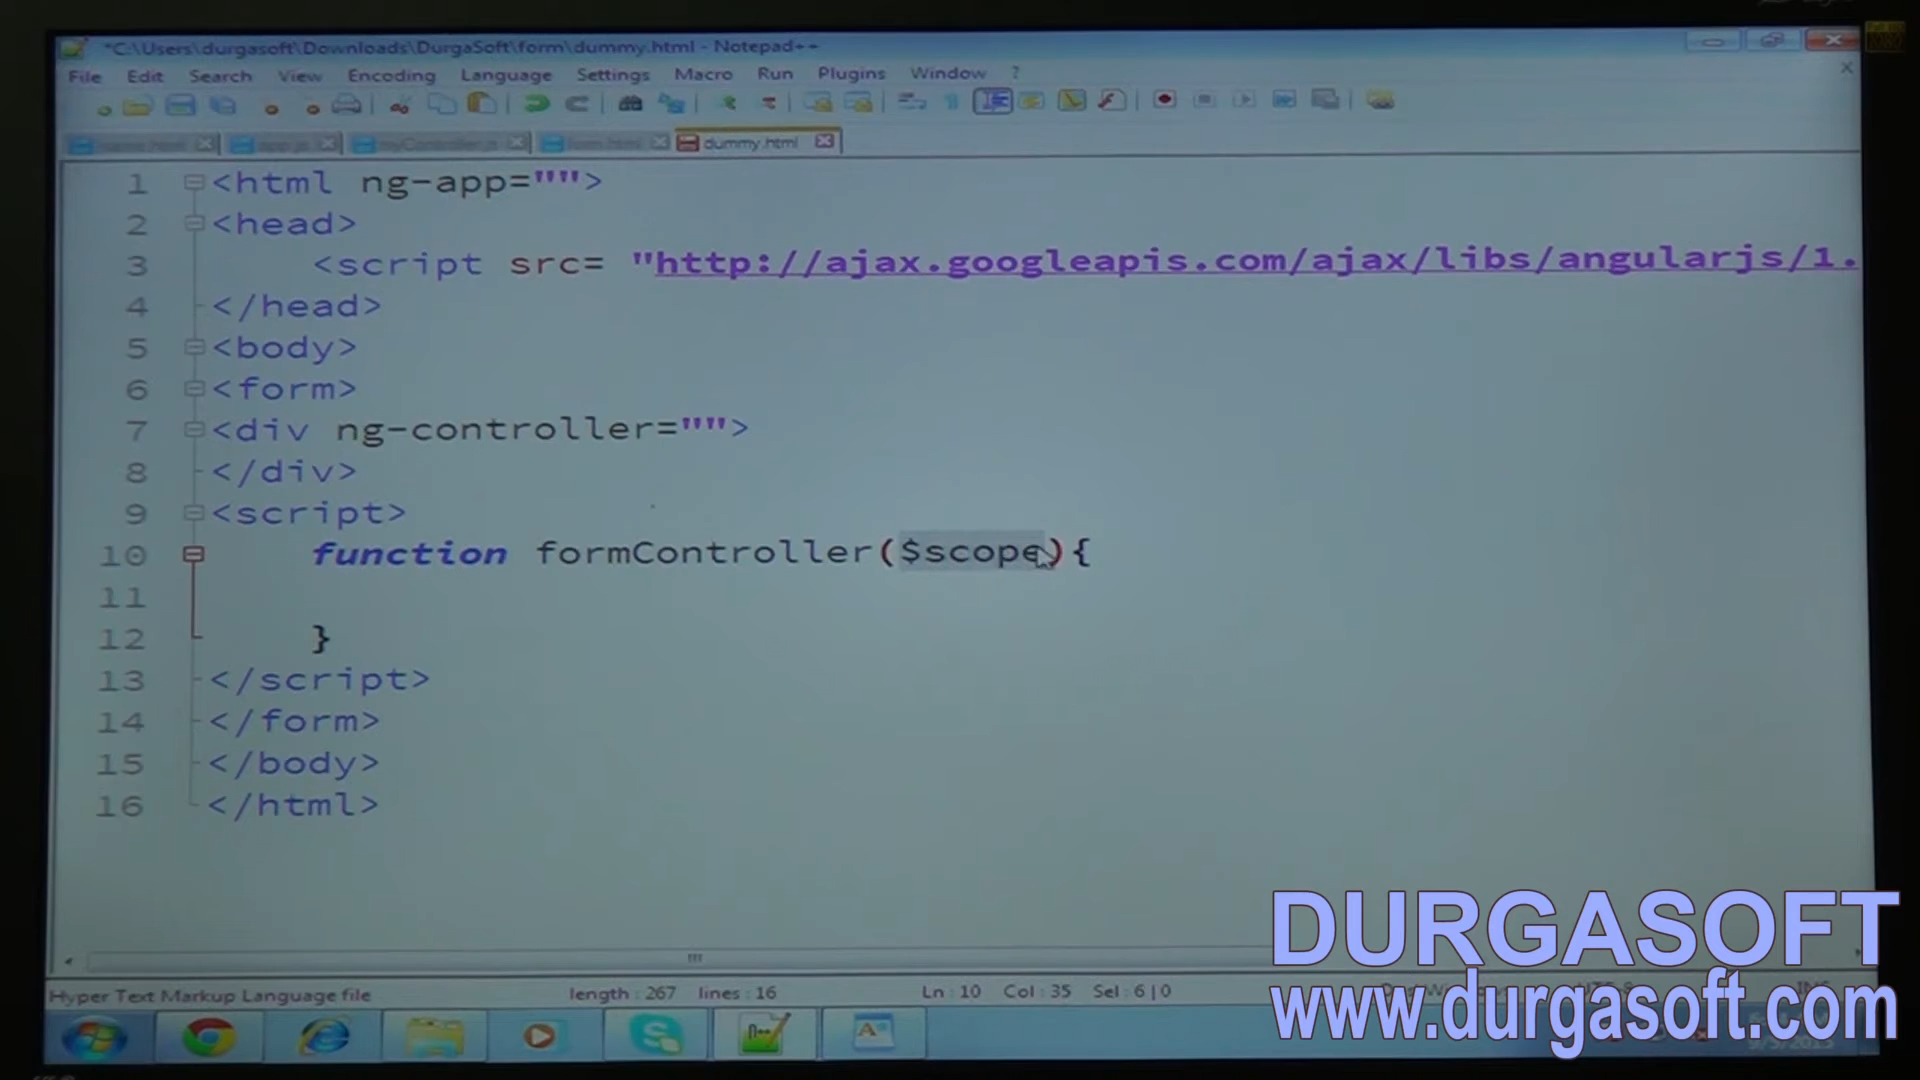 *C:\Users\durgasoft\Downloads\DurgaSoft\form\dummy.html - Notepad++
File Edit Search View Encoding Language Settings Macro Run Plugins Window ?
dummy.html
1 <html ng-app="">
2 <head>
3 <script src= "http://ajax.googleapis.com/ajax/libs/angularjs/1.
4 </head>
5 <body>
6 <form>
7 <div ng-controller="">
8 </div>
9 <script>
10 function formController($scope){
11
12 }
13 </script>
14 </form>
15 </body>
16 </html>
DURGASOFT
www.durgasoft.com
Hyper Text Markup Language file length : 267 lines : 16 Ln : 10 Col : 35 Sel : 6 | 0